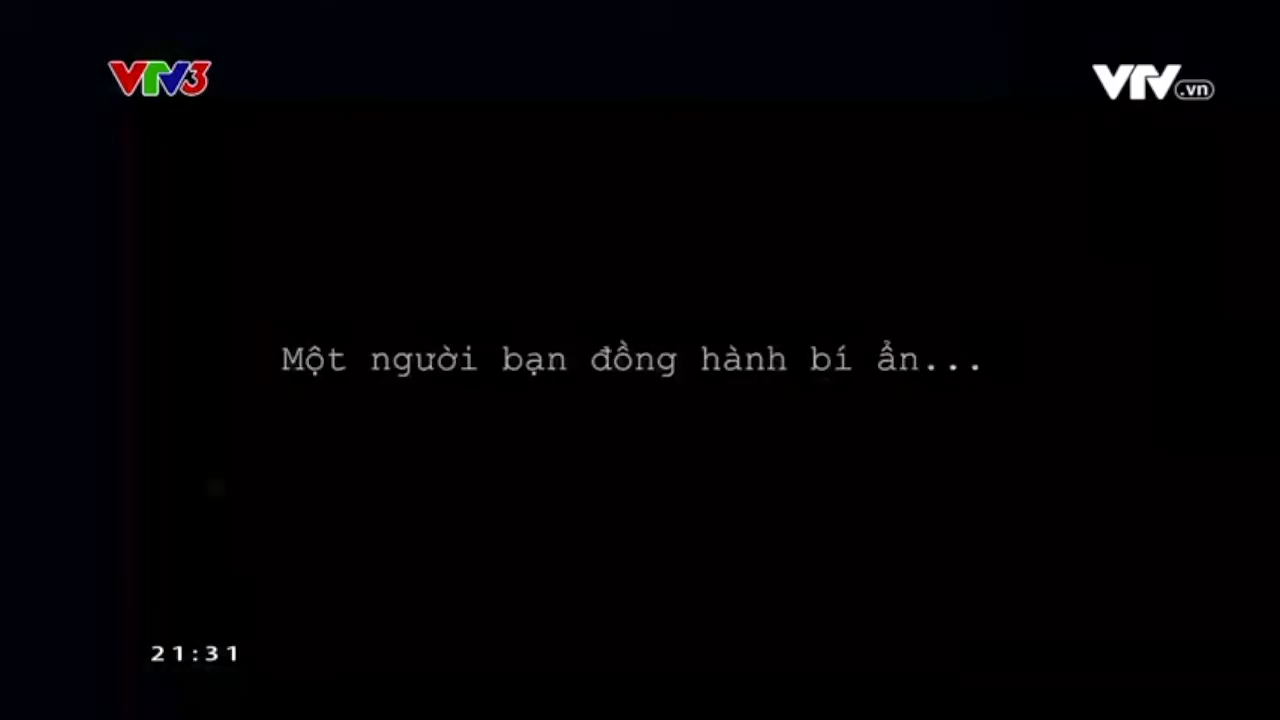 VTV3
VTV.vn
Một người bạn đồng hành bí ẩn...
21:31